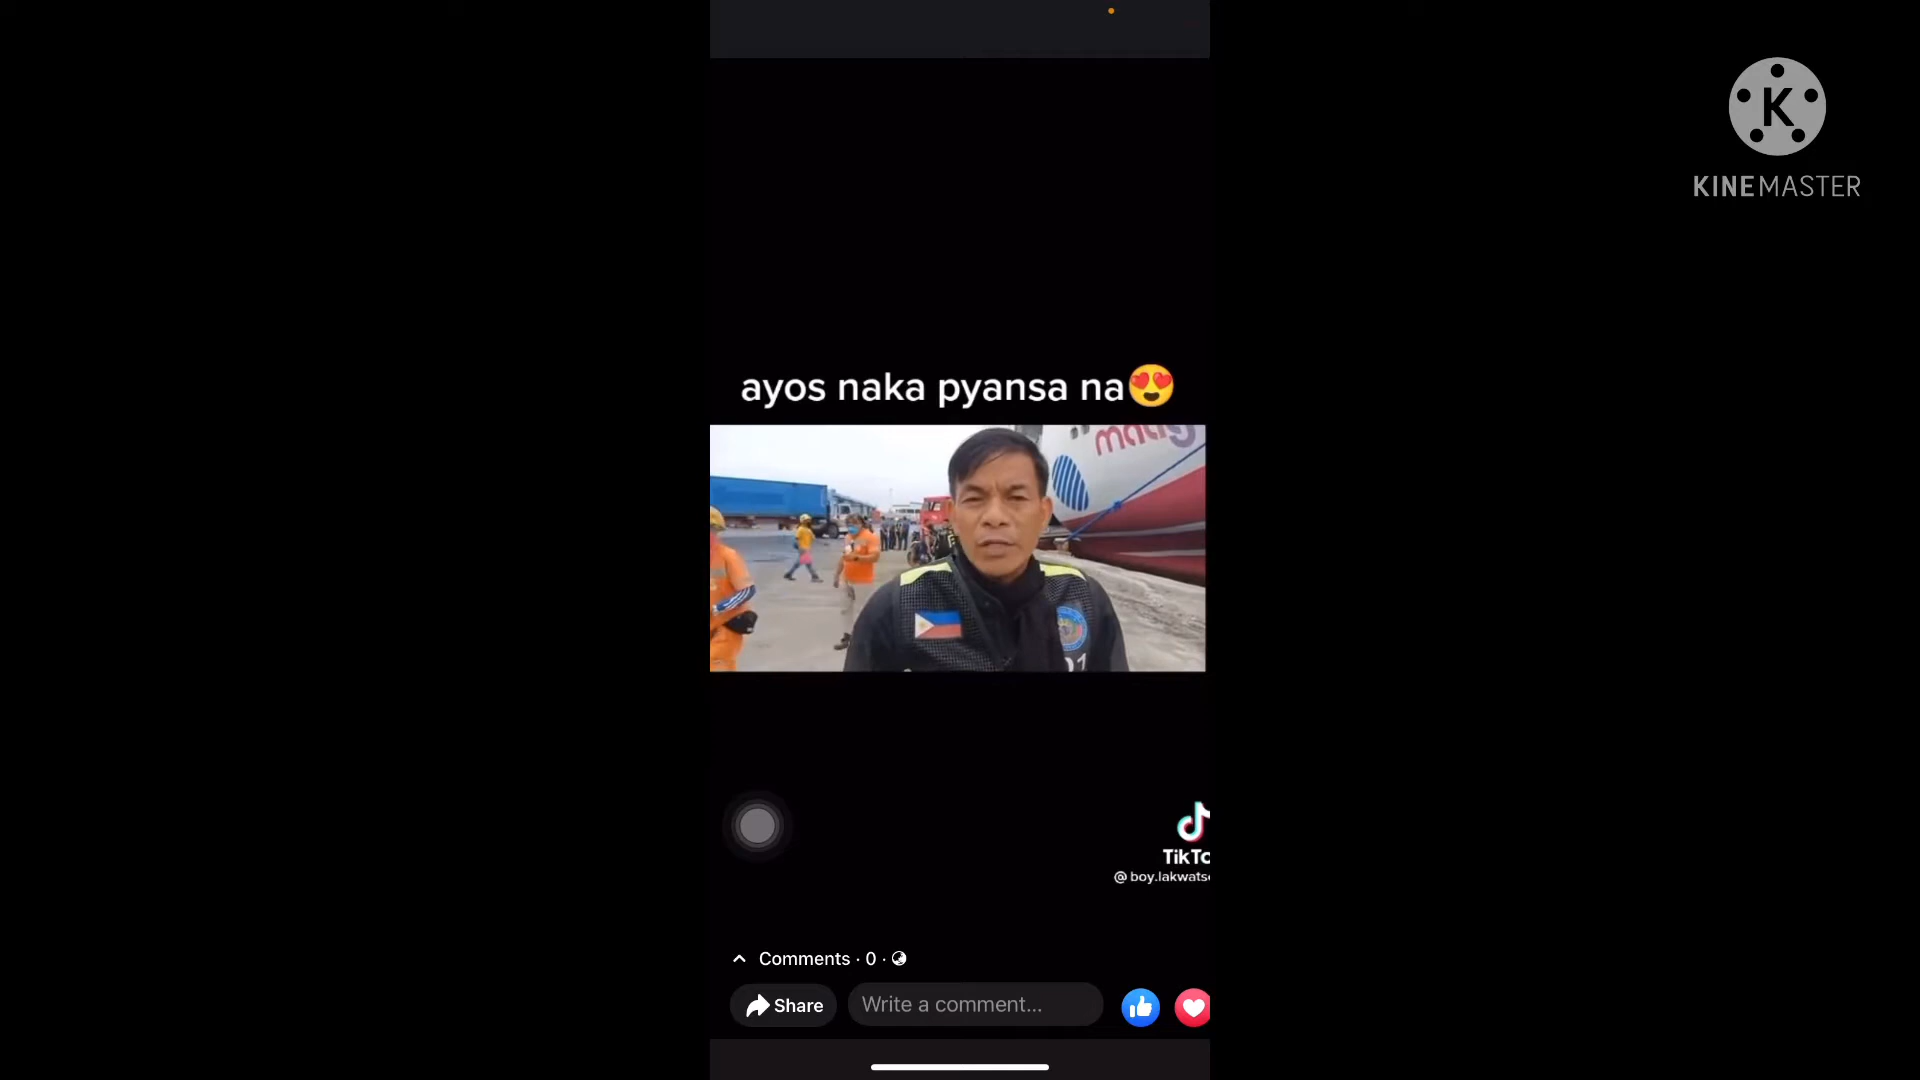 KINEMASTER
ayos naka pyansa na😍
TikTo
@ boy.lakwats
Comments · 0 ·
Share
Write a comment...